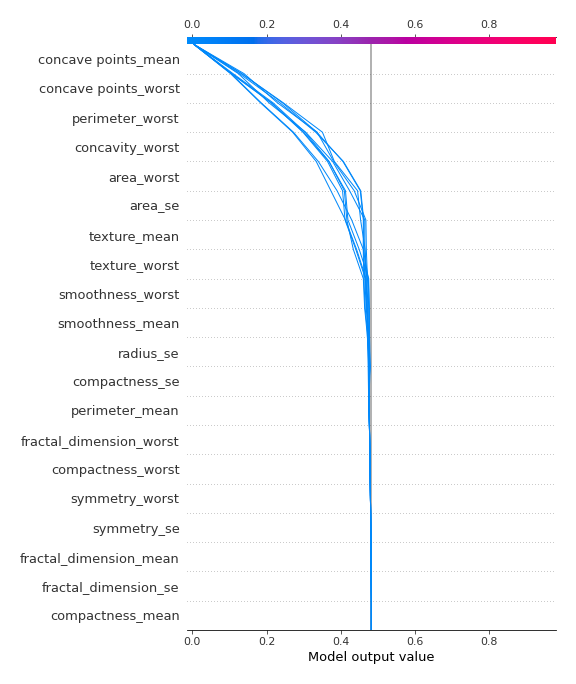 0.0 0.2 0.4 0.6 0.8
concave points_mean
concave points_worst
perimeter_worst
concavity_worst
area_worst
area_se
texture_mean
texture_worst
smoothness_worst
smoothness_mean
radius_se
compactness_se
perimeter_mean
fractal_dimension_worst
compactness_worst
symmetry_worst
symmetry_se
fractal_dimension_mean
fractal_dimension_se
compactness_mean
0.0 0.2 0.4 0.6 0.8
Model output value